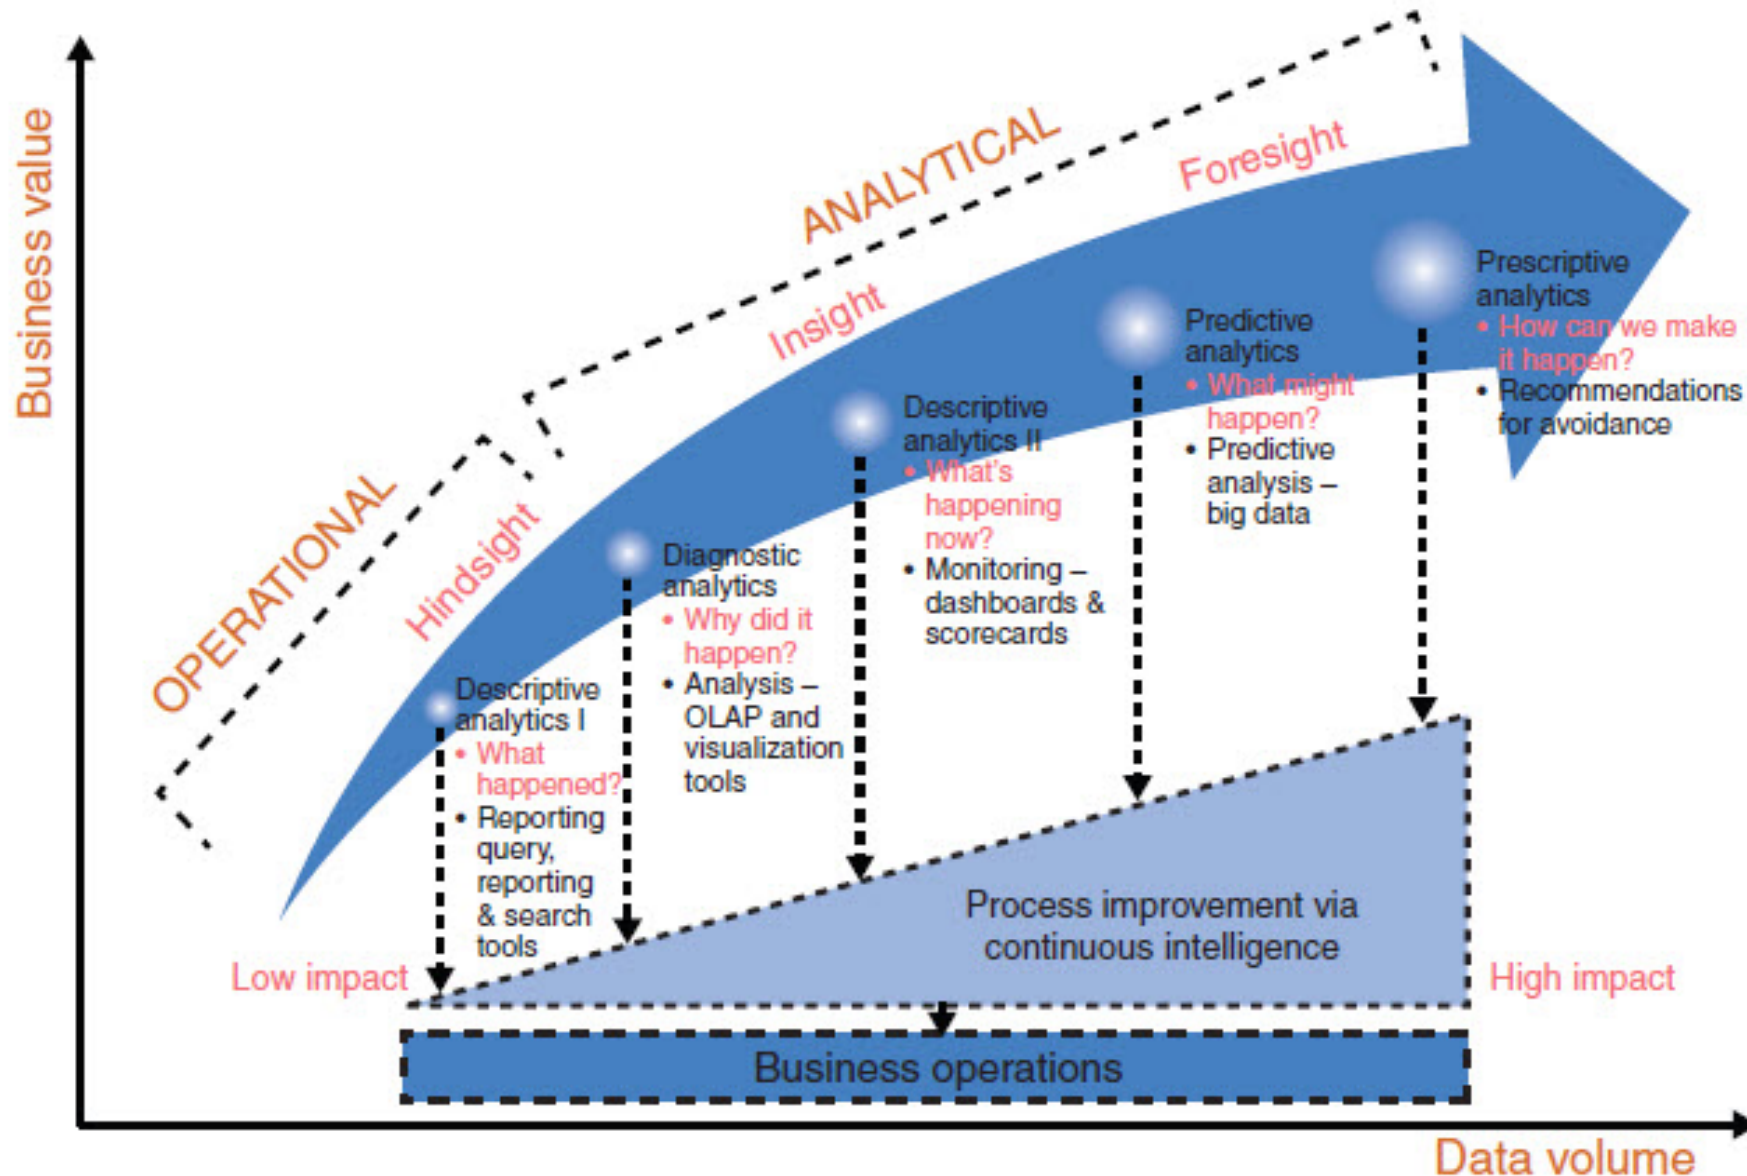 Business value
OPERATIONAL
ANALYTICAL
Hindsight
Insight
Foresight
Descriptive
analytics I
• What
happened?
• Reporting
query,
reporting
& search
tools
Diagnostic
analytics
• Why did it
happen?
• Analysis –
OLAP and
visualization
tools
Descriptive
analytics II
• What's
happening
now?
• Monitoring –
dashboards &
scorecards
Predictive
analytics
• What might
happen?
• Predictive
analysis –
big data
Prescriptive
analytics
• How can we make
it happen?
• Recommendations
for avoidance
Process improvement via
continuous intelligence
Low impact
High impact
Business operations
Data volume